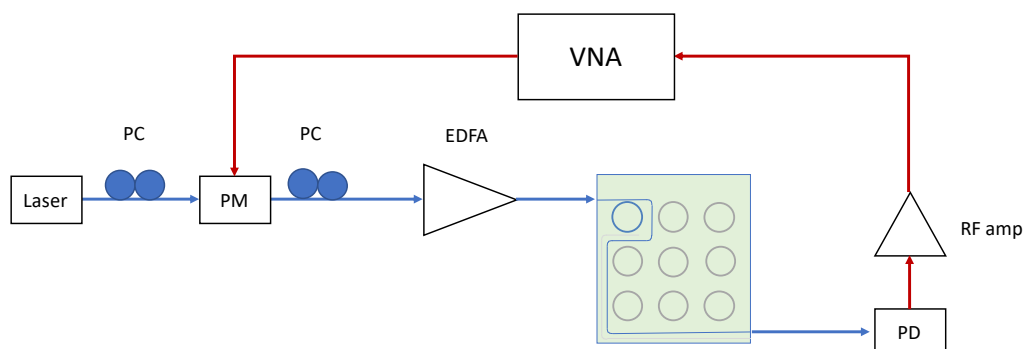 VNA
PC
PC
EDFA
Laser
PM
RF amp
PD